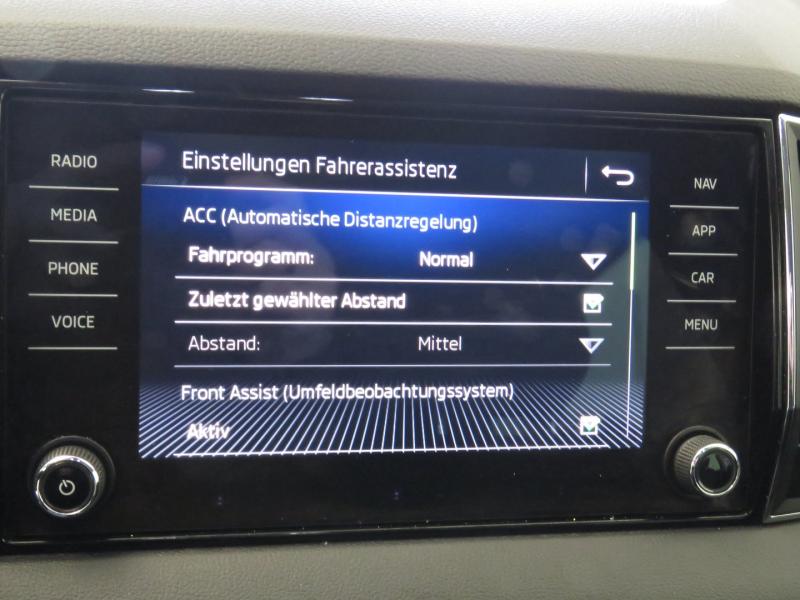 RADIO
MEDIA
PHONE
VOICE
Einstellungen Fahrerassistenz
ACC (Automatische Distanzregelung)
Fahrprogramm: Normal
Zuletzt gewählter Abstand
Abstand: Mittel
Front Assist (Umfeldbeobachtungssystem)
Aktiv
NAV
APP
CAR
MENU